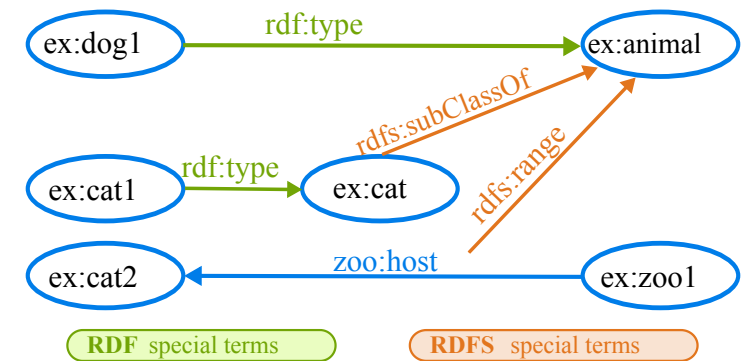 rdf:type
ex:dog1
ex:animal
rdfs:subClassOf
rdf:type
rdfs:range
ex:cat1
ex:cat
zoo:host
ex:cat2
ex:zoo1
RDF special terms
RDFS special terms